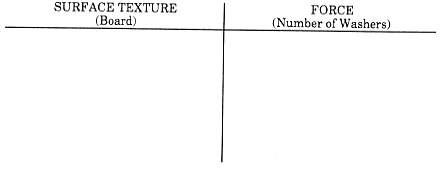 SURFACE TEXTURE
(Board)
FORCE
(Number of Washers)